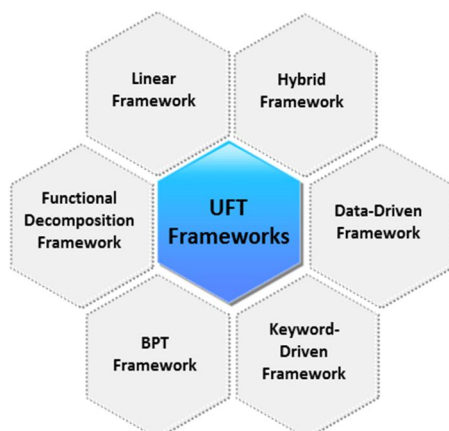 Linear
Framework
Hybrid
Framework
Functional
Decomposition
Framework
UFT
Frameworks
Data-Driven
Framework
BPT
Framework
Keyword-
Driven
Framework